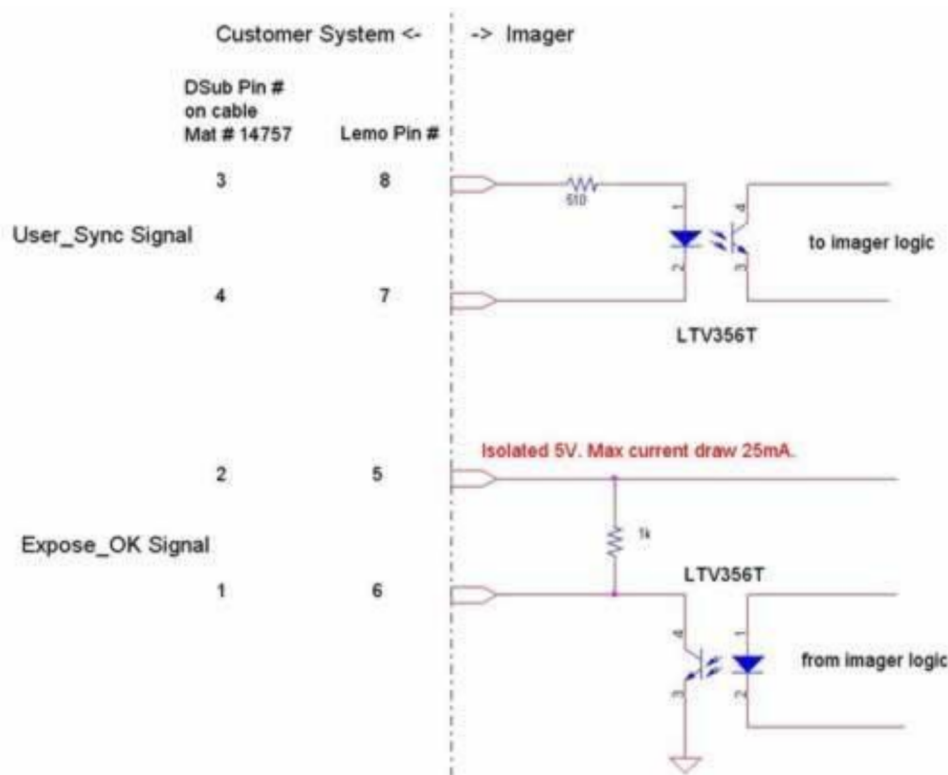 Customer System <-
-> Imager
DSub Pin #
on cable
Mat # 14757
Lemo Pin #
3
8
510
1
4
User_Sync Signal
to imager logic
2
3
4
7
LTV356T
Isolated 5V. Max current draw 25mA.
2
5
1k
Expose_OK Signal
LTV356T
1
6
4
1
from imager logic
3
2